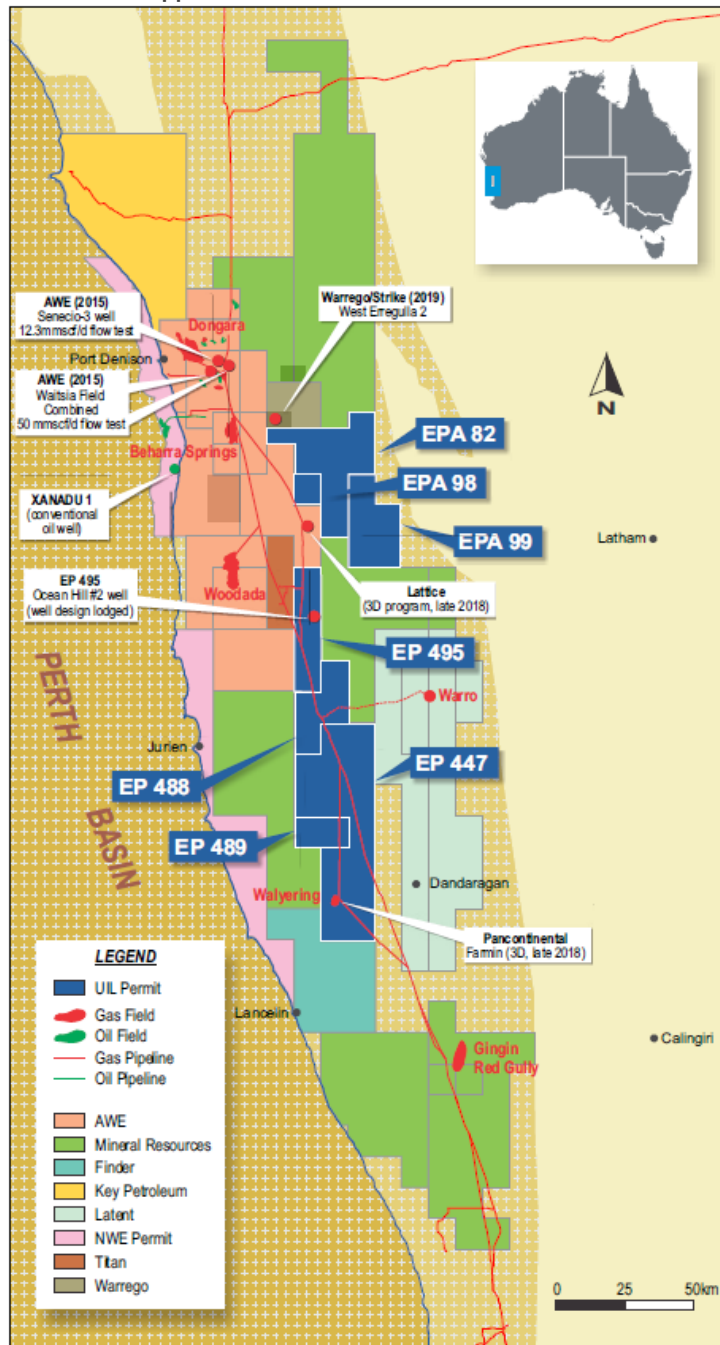 AWE (2015)
Senecio-3 well
12.3mmscf/d flow test
Warrego/Strike (2019)
West Erregulla 2
Dongara
Port Denison
AWE (2015)
Waitsia Field
Combined
50 mmscf/d flow test
N
EPA 82
Beharra Springs
EPA 98
XANADU 1
(conventional
oil well)
EPA 99
Latham
Woodada
Lattice
(3D program, late 2018)
EP 495
Ocean Hill #2 well
(well design lodged)
EP 495
PERTH
BASIN
Warro
Jurien
EP 488
EP 447
EP 489
Dandaragan
Walyering
Pancontinental
Farmin (3D, late 2018)
LEGEND
UIL Permit
Gas Field
Oil Field
Gas Pipeline
Oil Pipeline
AWE
Mineral Resources
Finder
Key Petroleum
Latent
NWE Permit
Titan
Warrego
Lancelin
Calingiri
Gingin
Red Gully
0 25 50km